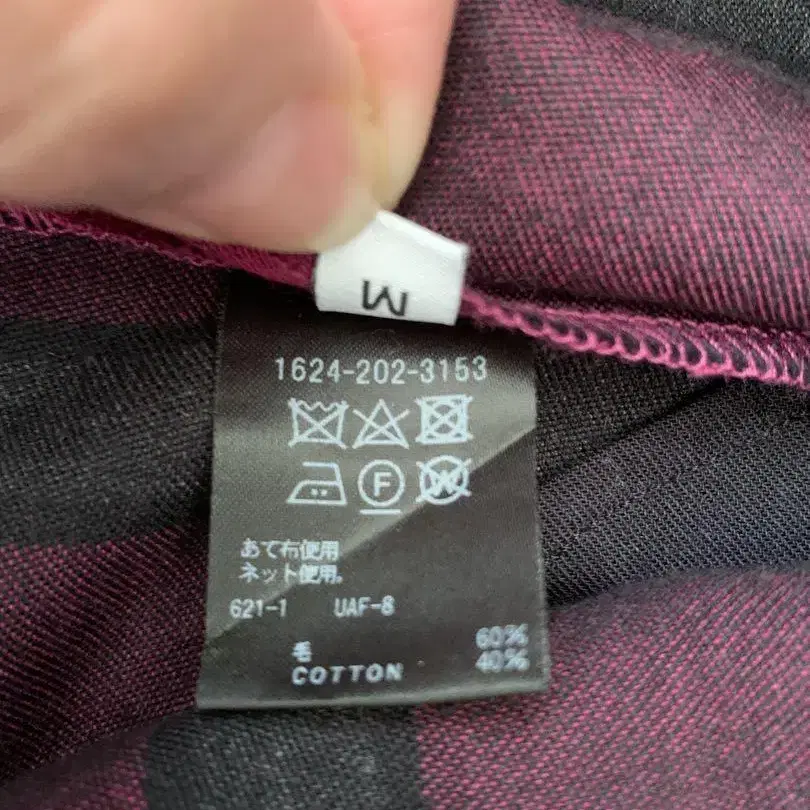 M
1624-202-3153
F
W
あて布使用
ネット使用。
621-1 UAF-8
毛 60%
COTTON 40%